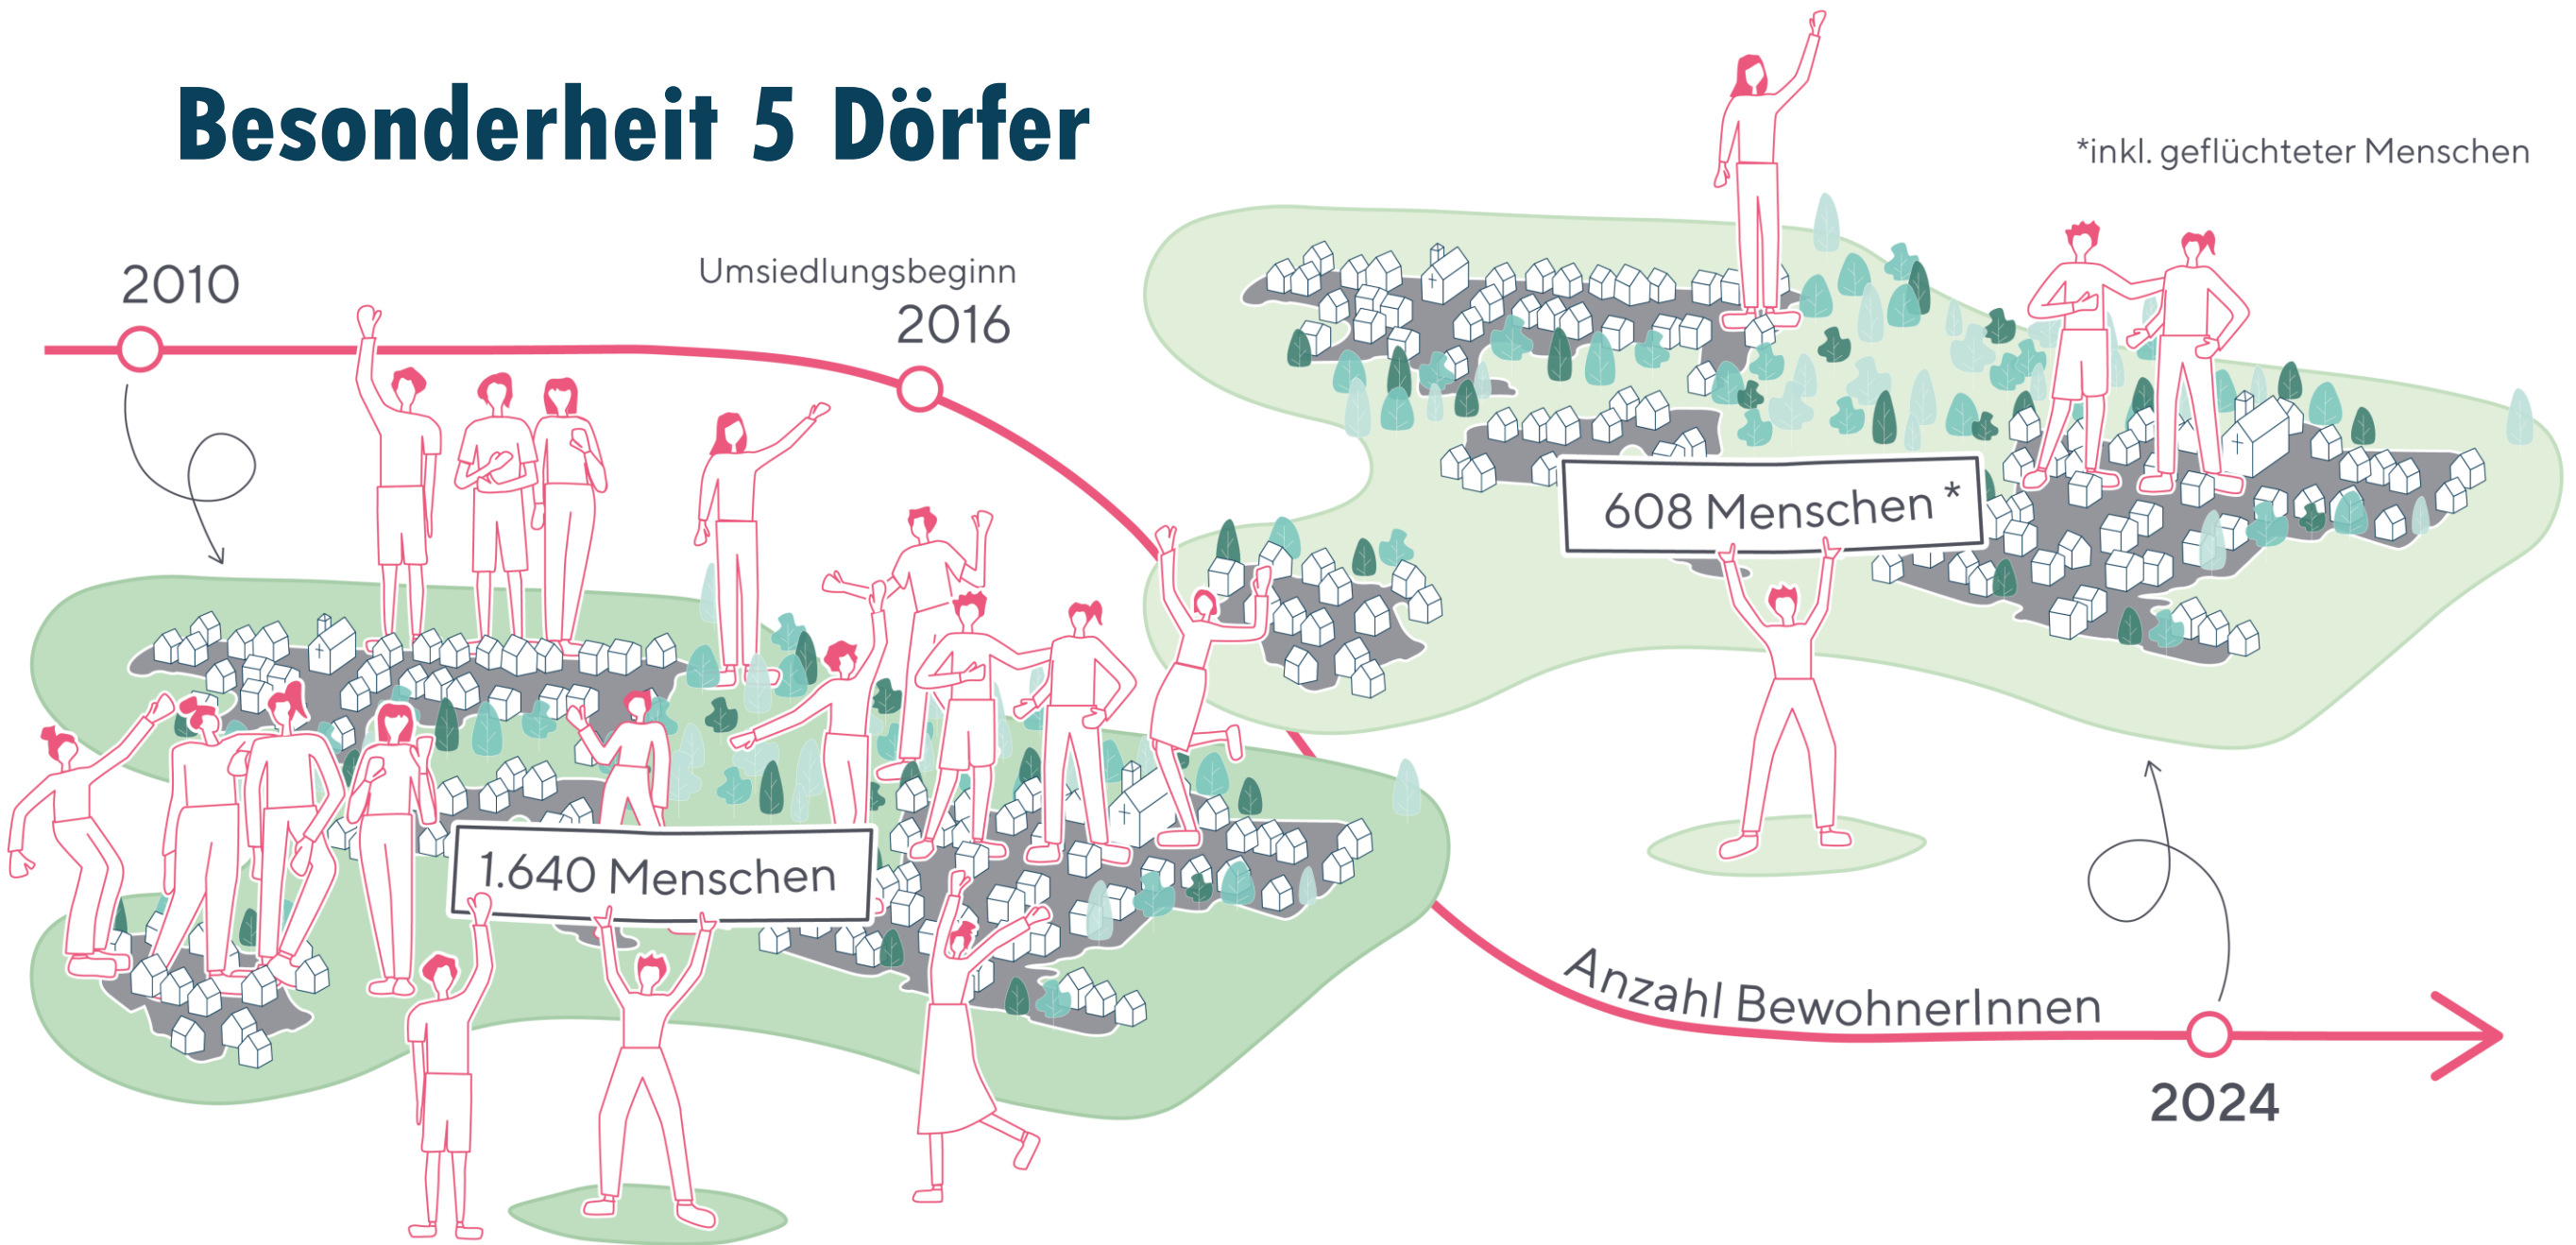 Besonderheit 5 Dörfer
*inkl. geflüchteter Menschen
2010
Umsiedlungsbeginn
2016
608 Menschen *
1.640 Menschen
Anzahl BewohnerInnen
2024